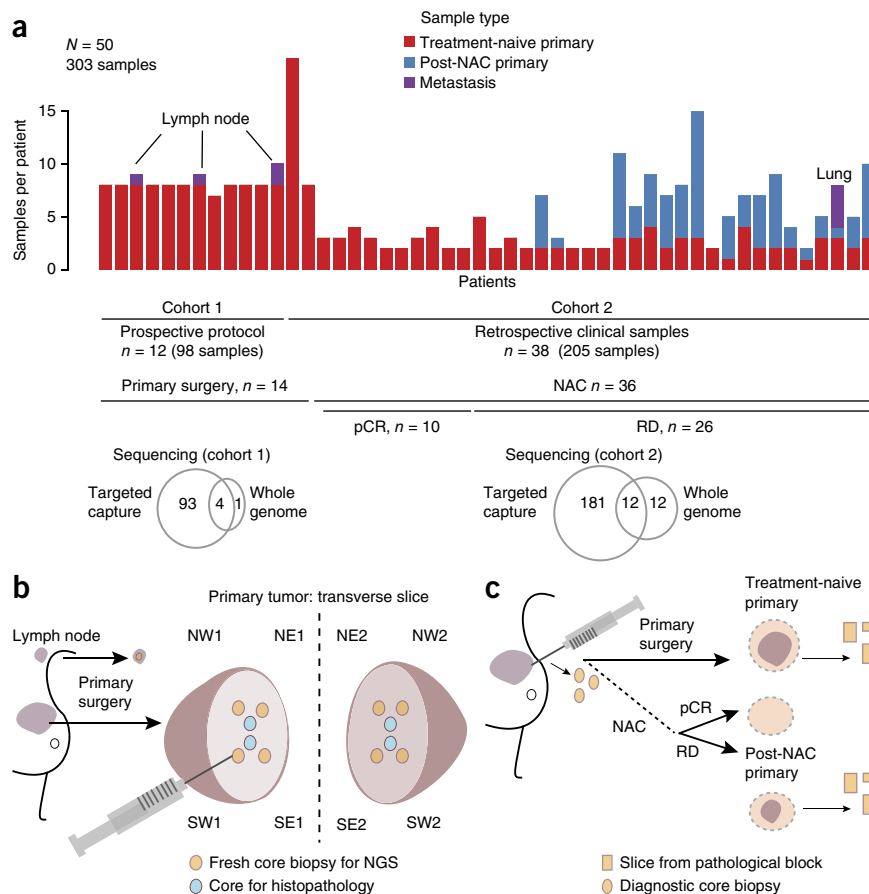 a
N = 50
303 samples
Sample type
Treatment-naive primary
Post-NAC primary
Metastasis
Samples per patient
15
10
5
0
Lymph node
Lung
Patients
Cohort 1
Cohort 2
Prospective protocol
n = 12 (98 samples)
Retrospective clinical samples
n = 38 (205 samples)
Primary surgery, n = 14
NAC n = 36
pCR, n = 10
RD, n = 26
Sequencing (cohort 1)
Targeted capture
93
4
1
Whole genome
Sequencing (cohort 2)
Targeted capture
181
12
12
Whole genome
b
Primary tumor: transverse slice
Lymph node
Primary surgery
NW1
NE1
NE2
NW2
SW1
SE1
SE2
SW2
Fresh core biopsy for NGS
Core for histopathology
c
Treatment-naive primary
Primary surgery
NAC
pCR
RD
Post-NAC primary
Slice from pathological block
Diagnostic core biopsy